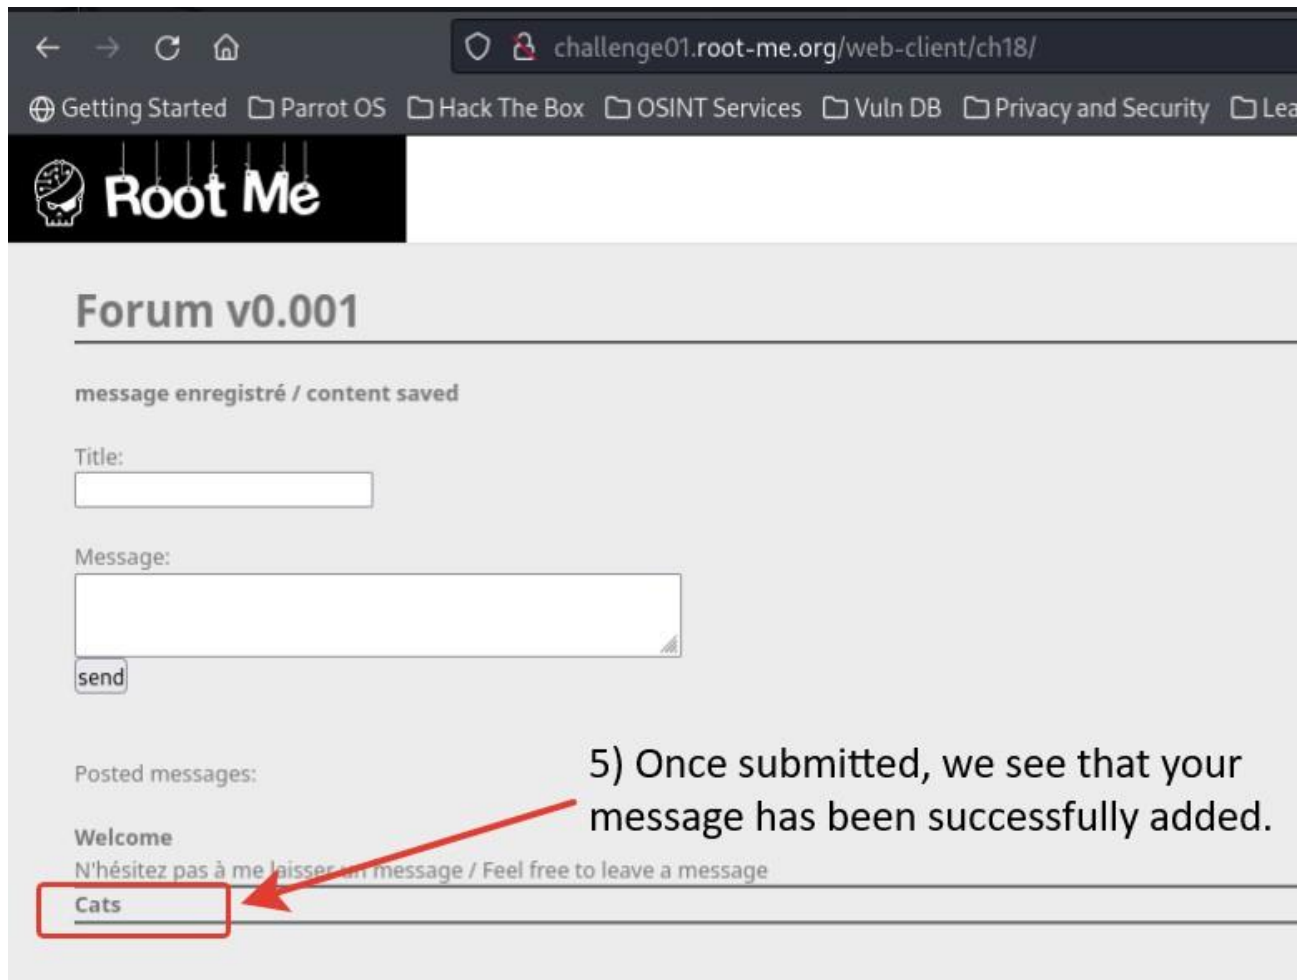 challenge01.root-me.org/web-client/ch18/
Getting Started Parrot OS Hack The Box OSINT Services Vuln DB Privacy and Security Lea
Root Me
Forum v0.001
message enregistré / content saved
Title:
Message:
send
5) Once submitted, we see that your
message has been successfully added.
Posted messages:
Welcome
N'hésitez pas à me laisser un message / Feel free to leave a message
Cats